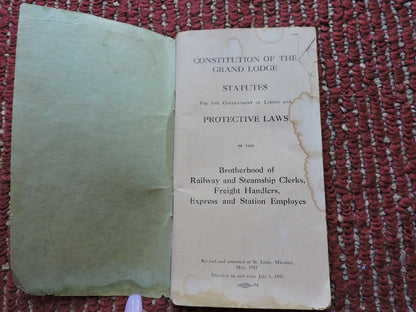 CONSTITUTION OF THE
GRAND LODGE
STATUTES
FOR THE GOVERNMENT OF LODGES AND
PROTECTIVE LAWS
OF THE
Brotherhood of
Railway and Steamship Clerks,
Freight Handlers,
Express and Station Employes
Revised and amended at St. Louis, Missouri,
May,
Effective on and after July 1,